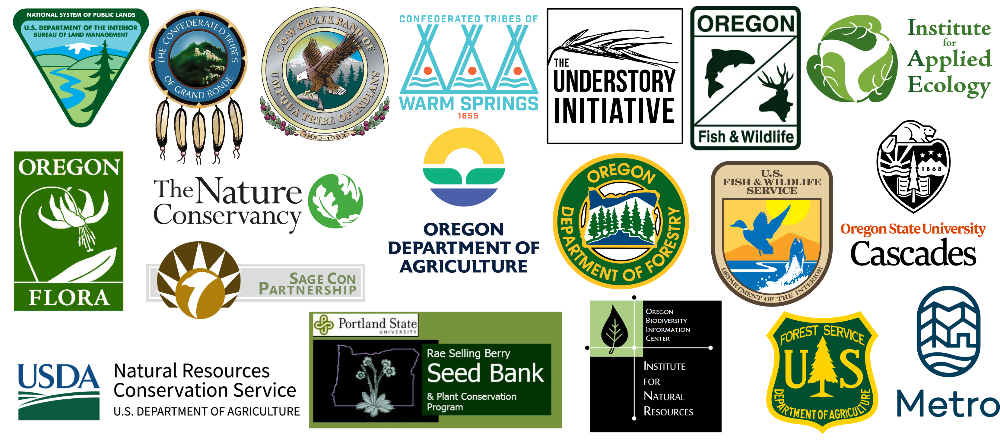 NATIONAL SYSTEM OF PUBLIC LANDS
U.S. DEPARTMENT OF THE INTERIOR
BUREAU OF LAND MANAGEMENT
THE CONFEDERATED TRIBES
OF GRAND RONDE
COW CREEK BAND OF
UMPQUA TRIBE OF INDIANS
1853-1982
CONFEDERATED TRIBES OF
WARM SPRINGS
1855
THE
UNDERSTORY
INITIATIVE
OREGON
Fish & Wildlife
Institute
for
Applied
Ecology
OREGON
FLORA
The Nature
Conservancy
SAGE CON
PARTNERSHIP
OREGON
DEPARTMENT OF
AGRICULTURE
OREGON
DEPARTMENT OF FORESTRY
U.S.
FISH & WILDLIFE
SERVICE
DEPARTMENT OF THE INTERIOR
1868
Oregon State University
Cascades
USDA
Natural Resources
Conservation Service
U.S. DEPARTMENT OF AGRICULTURE
Portland State
UNIVERSITY
Rae Selling Berry
Seed Bank
& Plant Conservation
Program
OREGON
BIODIVERSITY
INFORMATION
CENTER
INSTITUTE
FOR
NATURAL
RESOURCES
FOREST SERVICE
US
DEPARTMENT OF AGRICULTURE
Metro